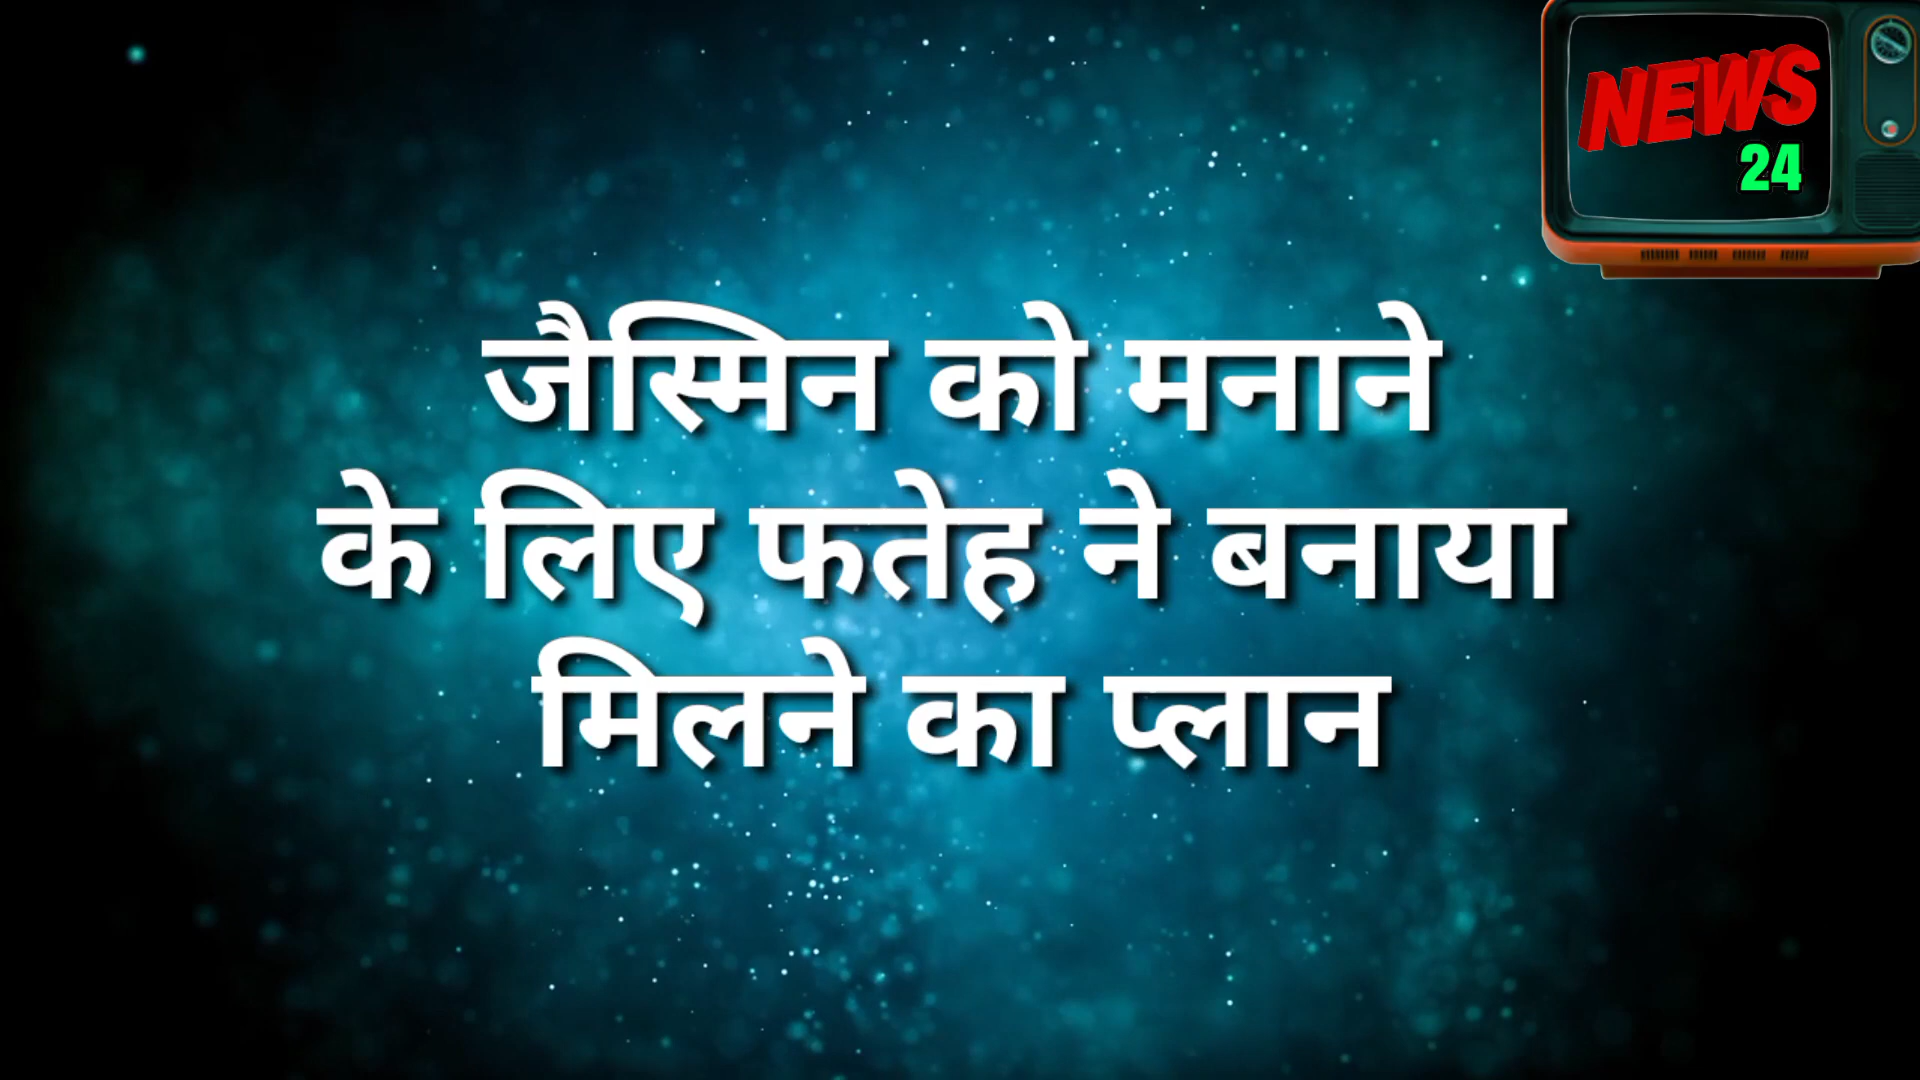 NEWS
24
जैस्मिन को मनाने
के लिए फतेह ने बनाया
मिलने का प्लान